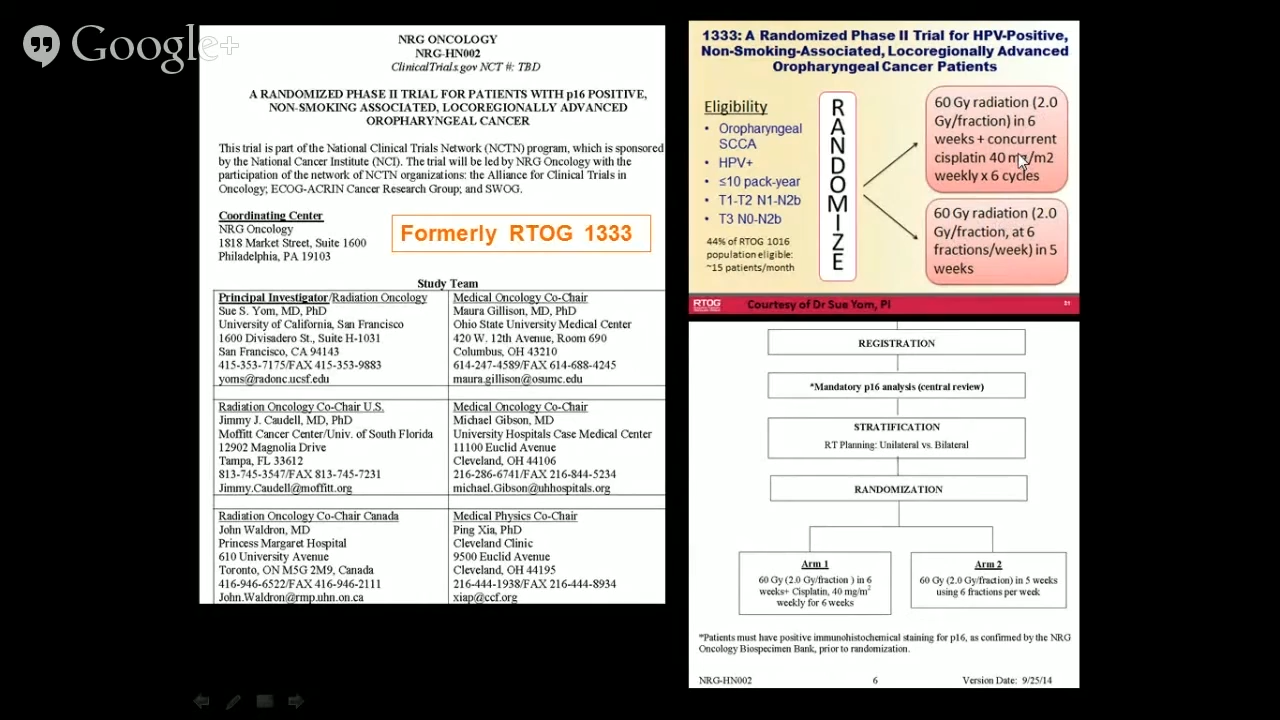 Google+
NRG ONCOLOGY
NRG-HN002
ClinicalTrials.gov NCT #: TBD
A RANDOMIZED PHASE II TRIAL FOR PATIENTS WITH p16 POSITIVE,
NON-SMOKING ASSOCIATED, LOCOREGIONALLY ADVANCED
OROPHARYNGEAL CANCER
This trial is part of the National Clinical Trials Network (NCTN) program, which is sponsored
by the National Cancer Institute (NCI). The trial will be led by NRG Oncology with the
participation of the network of NCTN organizations: the Alliance for Clinical Trials in
Oncology; ECOG-ACRIN Cancer Research Group; and SWOG.
Coordinating Center
NRG Oncology
1818 Market Street, Suite 1600
Philadelphia, PA 19103
Formerly RTOG 1333
Study Team
Principal Investigator/Radiation Oncology
Sue S. Yom, MD, PhD
University of California, San Francisco
1600 Divisadero St., Suite H-1031
San Francisco, CA 94143
415-353-7175/FAX 415-353-9883
yoms@radonc.ucsf.edu
Medical Oncology Co-Chair
Maura Gillison, MD, PhD
Ohio State University Medical Center
420 W. 12th Avenue, Room 690
Columbus, OH 43210
614-247-4589/FAX 614-688-4245
maura.gillison@osumc.edu
Radiation Oncology Co-Chair U.S.
Jimmy J. Caudell, MD, PhD
Moffitt Cancer Center/Univ. of South Florida
12902 Magnolia Drive
Tampa, FL 33612
813-745-3547/FAX 813-745-7231
Jimmy.Caudell@moffitt.org
Medical Oncology Co-Chair
Michael Gibson, MD
University Hospitals Case Medical Center
11100 Euclid Avenue
Cleveland, OH 44106
216-286-6741/FAX 216-844-5234
michael.Gibson@uhhospitals.org
Radiation Oncology Co-Chair Canada
John Waldron, MD
Princess Margaret Hospital
610 University Avenue
Toronto, ON M5G 2M9, Canada
416-946-6522/FAX 416-946-2111
John.Waldron@rmp.uhn.on.ca
Medical Physics Co-Chair
Ping Xia, PhD
Cleveland Clinic
9500 Euclid Avenue
Cleveland, OH 44195
216-444-1938/FAX 216-444-8934
xiap@ccf.org
1333: A Randomized Phase II Trial for HPV-Positive,
Non-Smoking-Associated, Locoregionally Advanced
Oropharyngeal Cancer Patients
Eligibility
• Oropharyngeal
SCCA
• HPV+
• ≤10 pack-year
• T1-T2 N1-N2b
• T3 N0-N2b
44% of RTOG 1016
population eligible:
~15 patients/month
RANDOMIZE
60 Gy radiation (2.0
Gy/fraction) in 6
weeks + concurrent
cisplatin 40 mg/m2
weekly x 6 cycles
60 Gy radiation (2.0
Gy/fraction, at 6
fractions/week) in 5
weeks
RTOG
Courtesy of Dr Sue Yom, PI
31
REGISTRATION
*Mandatory p16 analysis (central review)
STRATIFICATION
RT Planning: Unilateral vs. Bilateral
RANDOMIZATION
Arm 1
60 Gy (2.0 Gy/fraction ) in 6
weeks+ Cisplatin, 40 mg/m²
weekly for 6 weeks
Arm 2
60 Gy (2.0 Gy/fraction) in 5 weeks
using 6 fractions per week
*Patients must have positive immunohistochemical staining for p16, as confirmed by the NRG
Oncology Biospecimen Bank, prior to randomization.
NRG-HN002 6 Version Date: 9/25/14